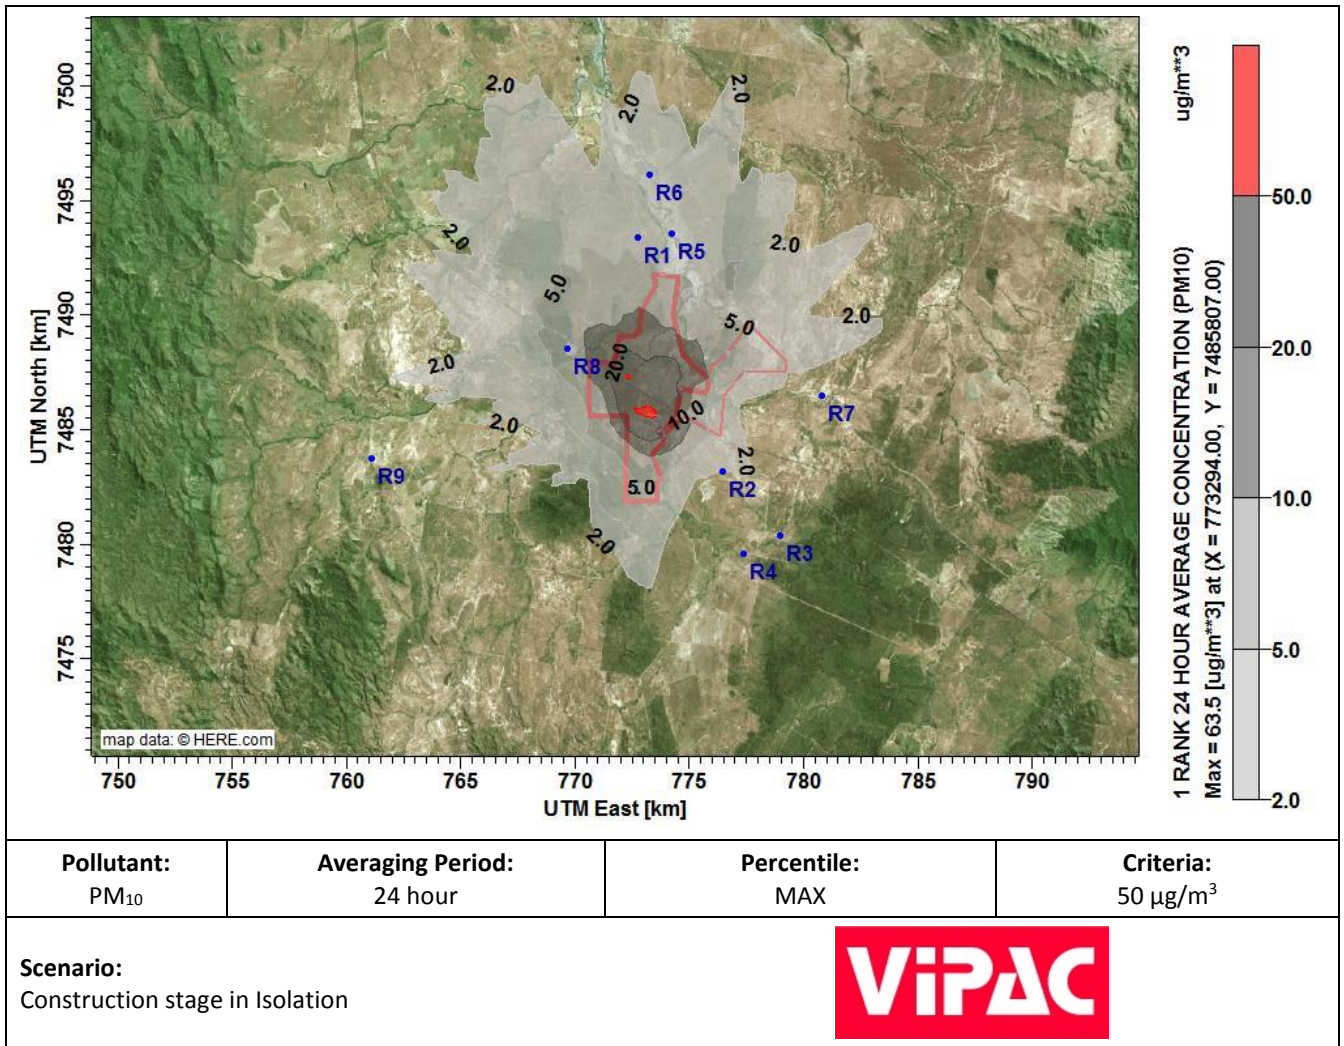 2.0
2.0
2.0
R6
2.0
R1
R5
2.0
5.0
5.0
2.0
R8
20.0
2.0
10.0
R7
2.0
2.0
R9
R2
5.0
2.0
R3
R4
map data: © HERE.com
7500
7495
7490
7485
7480
7475
UTM North [km]
750
755
760
765
770
775
780
785
790
UTM East [km]
1 RANK 24 HOUR AVERAGE CONCENTRATION (PM10)
ug/m**3
Max = 63.5 [ug/m**3] at (X = 773294.00, Y = 7485807.00)
50.0
20.0
10.0
5.0
2.0
Pollutant:
PM10
Averaging Period:
24 hour
Percentile:
MAX
Criteria:
50 µg/m³
Scenario:
Construction stage in Isolation
ViPAC